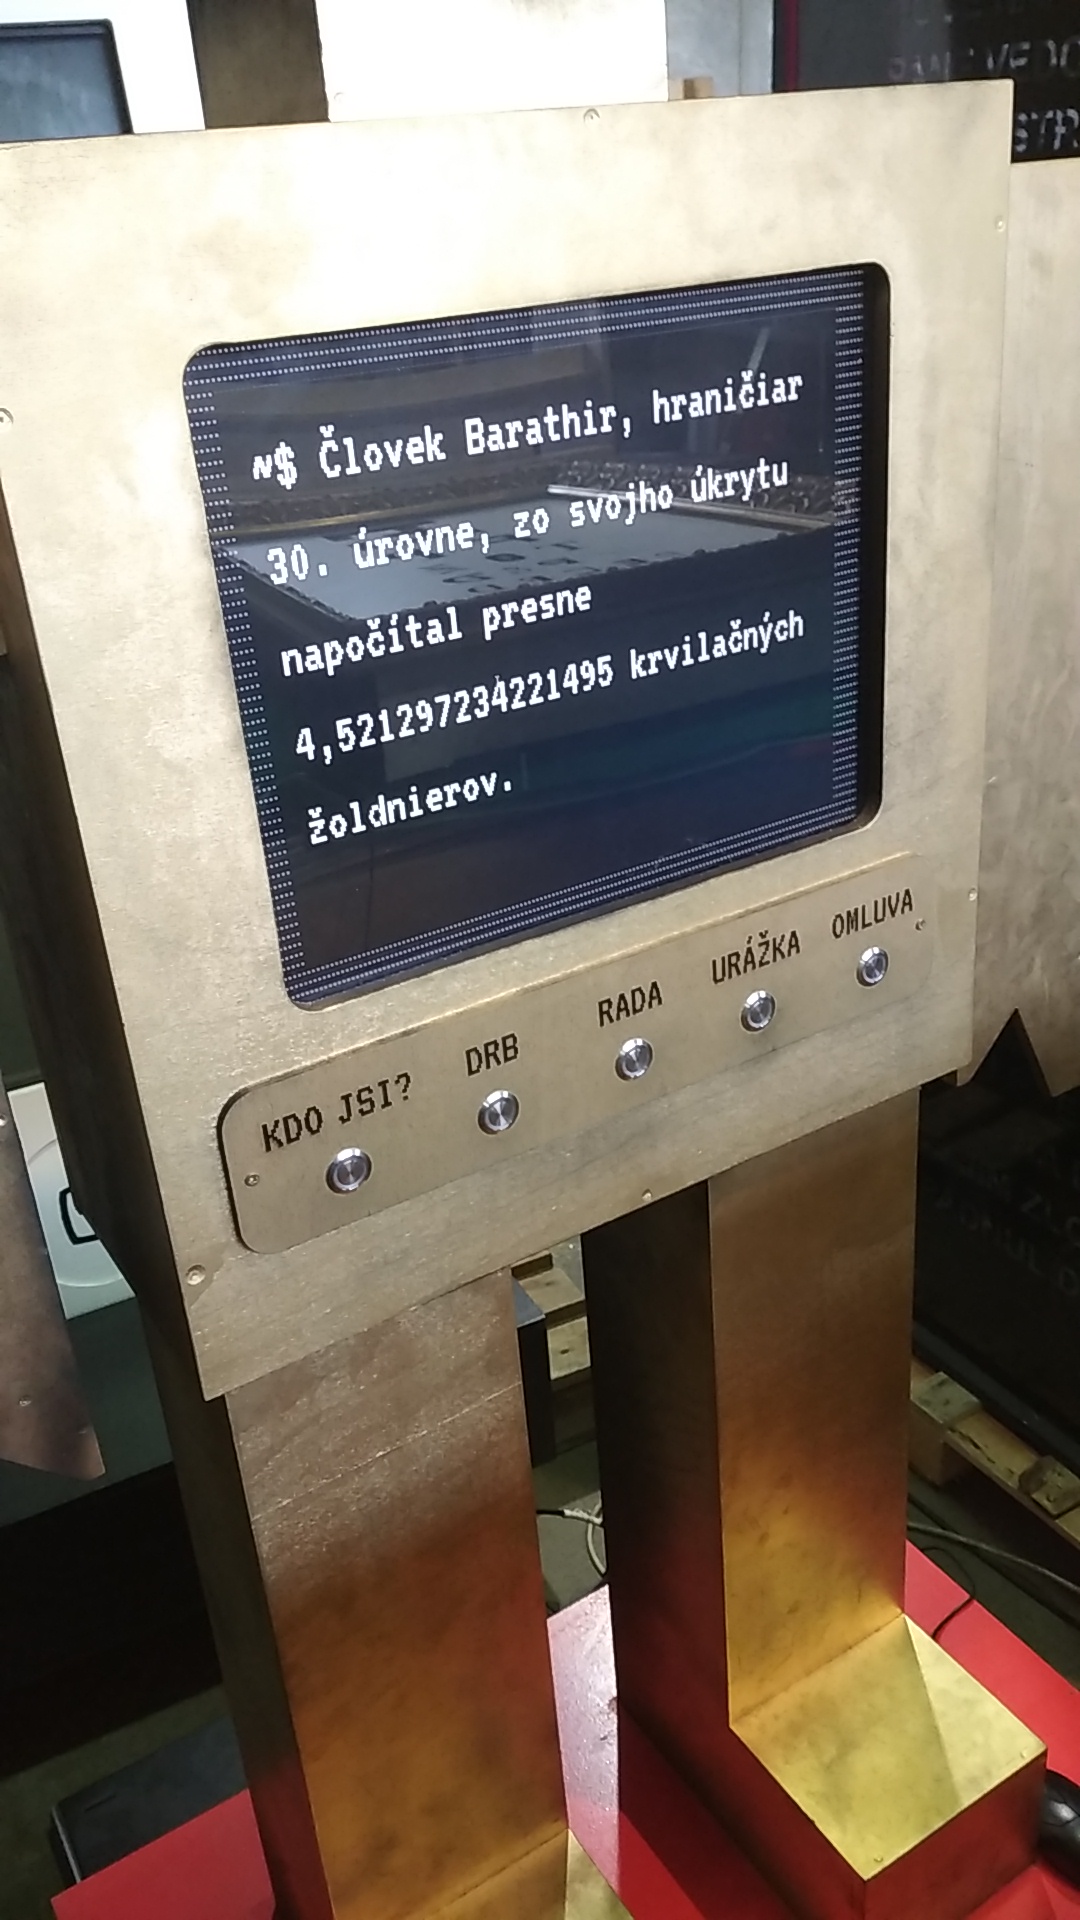 ~$ Človek Barathir, hraničiar
30. úrovne, zo svojho úkrytu
napočítal presne
4,521297234221495 krvilačných
žoldnierov.
KDO JSI?
DRB
RADA
URÁŽKA
OMLUVA